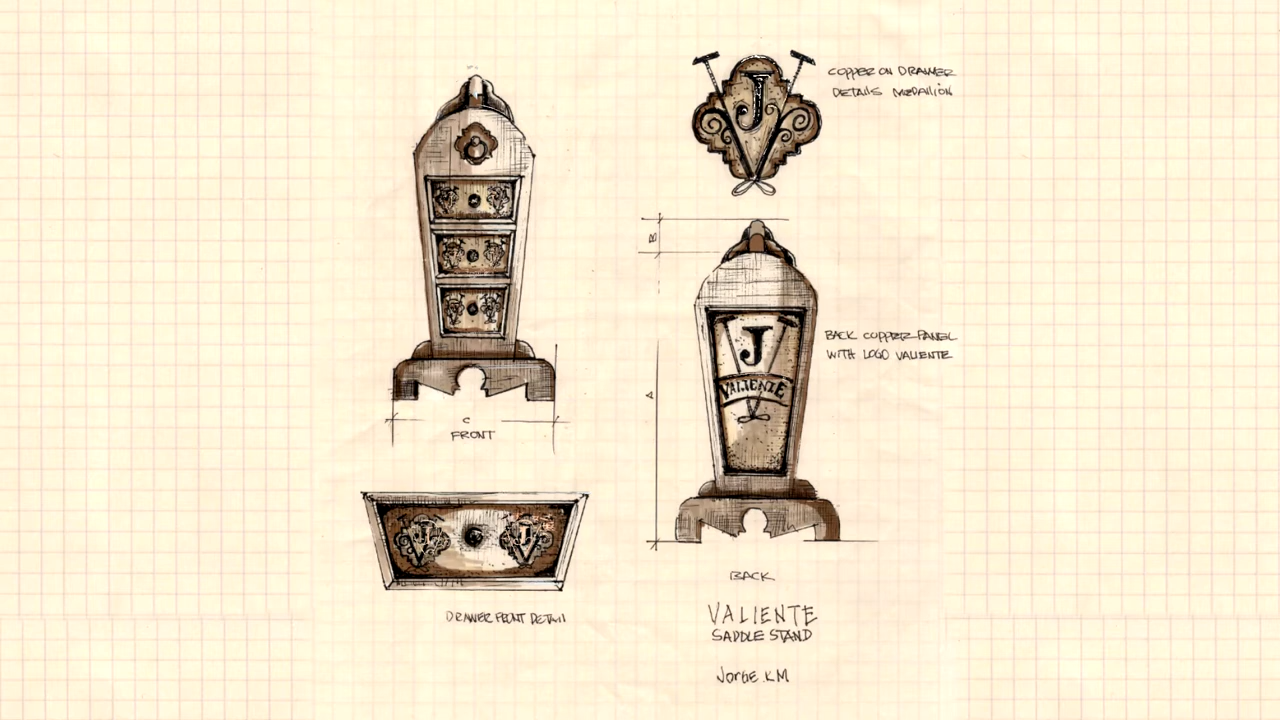 COPPER ON DRAWER
DETAILS MEDALLION
J
V
B
BACK COPPER PANEL
WITH LOGO VALIENTE
J
VALIENTE
V
A
C
FRONT
J
V
J
V
DRAWER FRONT DETAIL
BACK
VALIENTE
SADDLE STAND
Jorge.KM